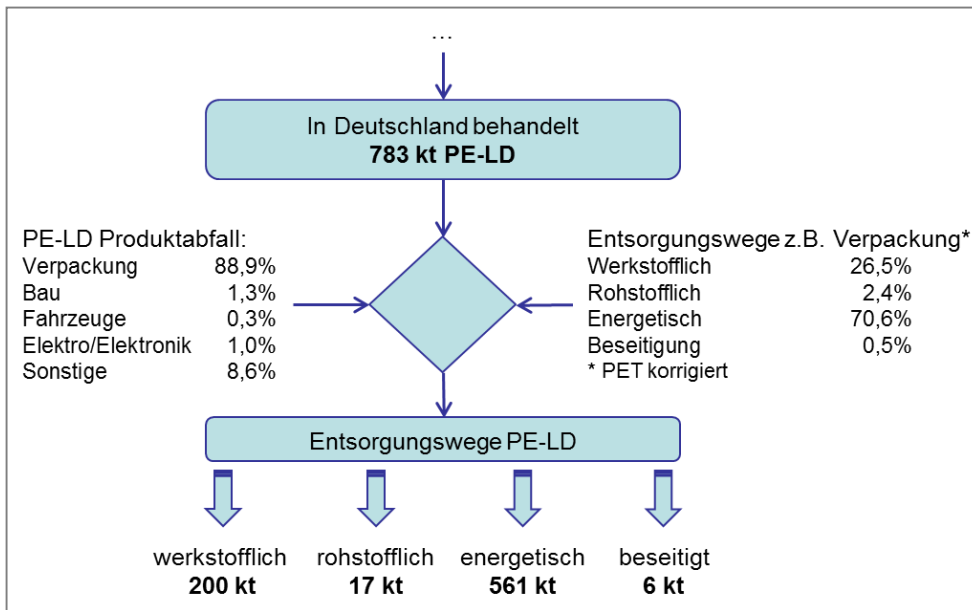 ...
In Deutschland behandelt
783 kt PE-LD
PE-LD Produktabfall:
Verpackung 88,9%
Bau 1,3%
Fahrzeuge 0,3%
Elektro/Elektronik 1,0%
Sonstige 8,6%
Entsorgungswege z.B. Verpackung*
Werkstofflich 26,5%
Rohstofflich 2,4%
Energetisch 70,6%
Beseitigung 0,5%
* PET korrigiert
Entsorgungswege PE-LD
werkstofflich rohstofflich energetisch beseitigt
200 kt 17 kt 561 kt 6 kt